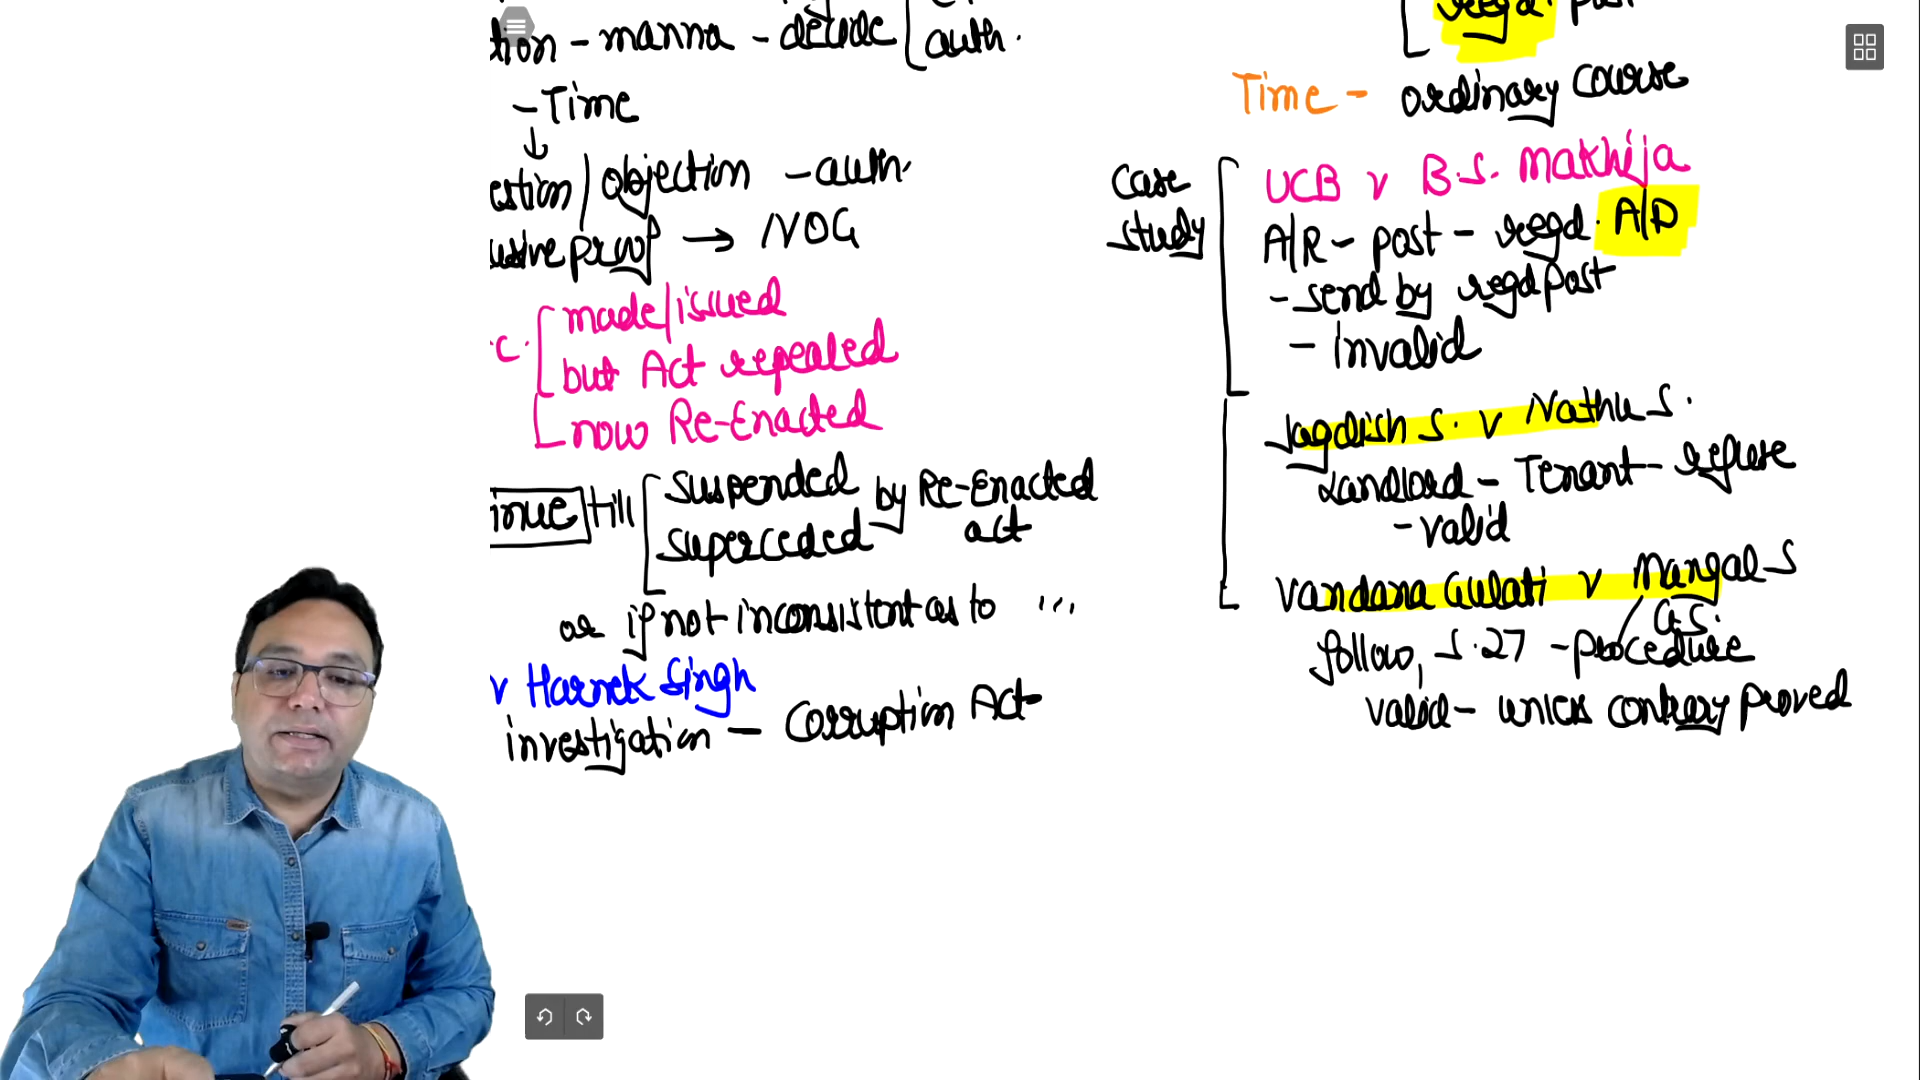 tion - manna - decide auth.
- Time
estion / objection - auth.
usive proof → NOG
.c. made/issued
but Act repealed
now Re-Enacted
inue till suspended by Re-Enacted
superceded act
or if not inconsistent as to ...
v Harnek Singh
investigation - Corruption Act
regd. post
Time - ordinary course
Case study
UCB v B.S. Makhija
A/R - post - regd. A/D
- send by regd post
- invalid
Jagdish S. v Nathu S.
Landlord - Tenant - refuse
- valid
Vandana Gulati v Mangal S
G.S.
follow, S.27 - procedure
valid - unless contrary proved